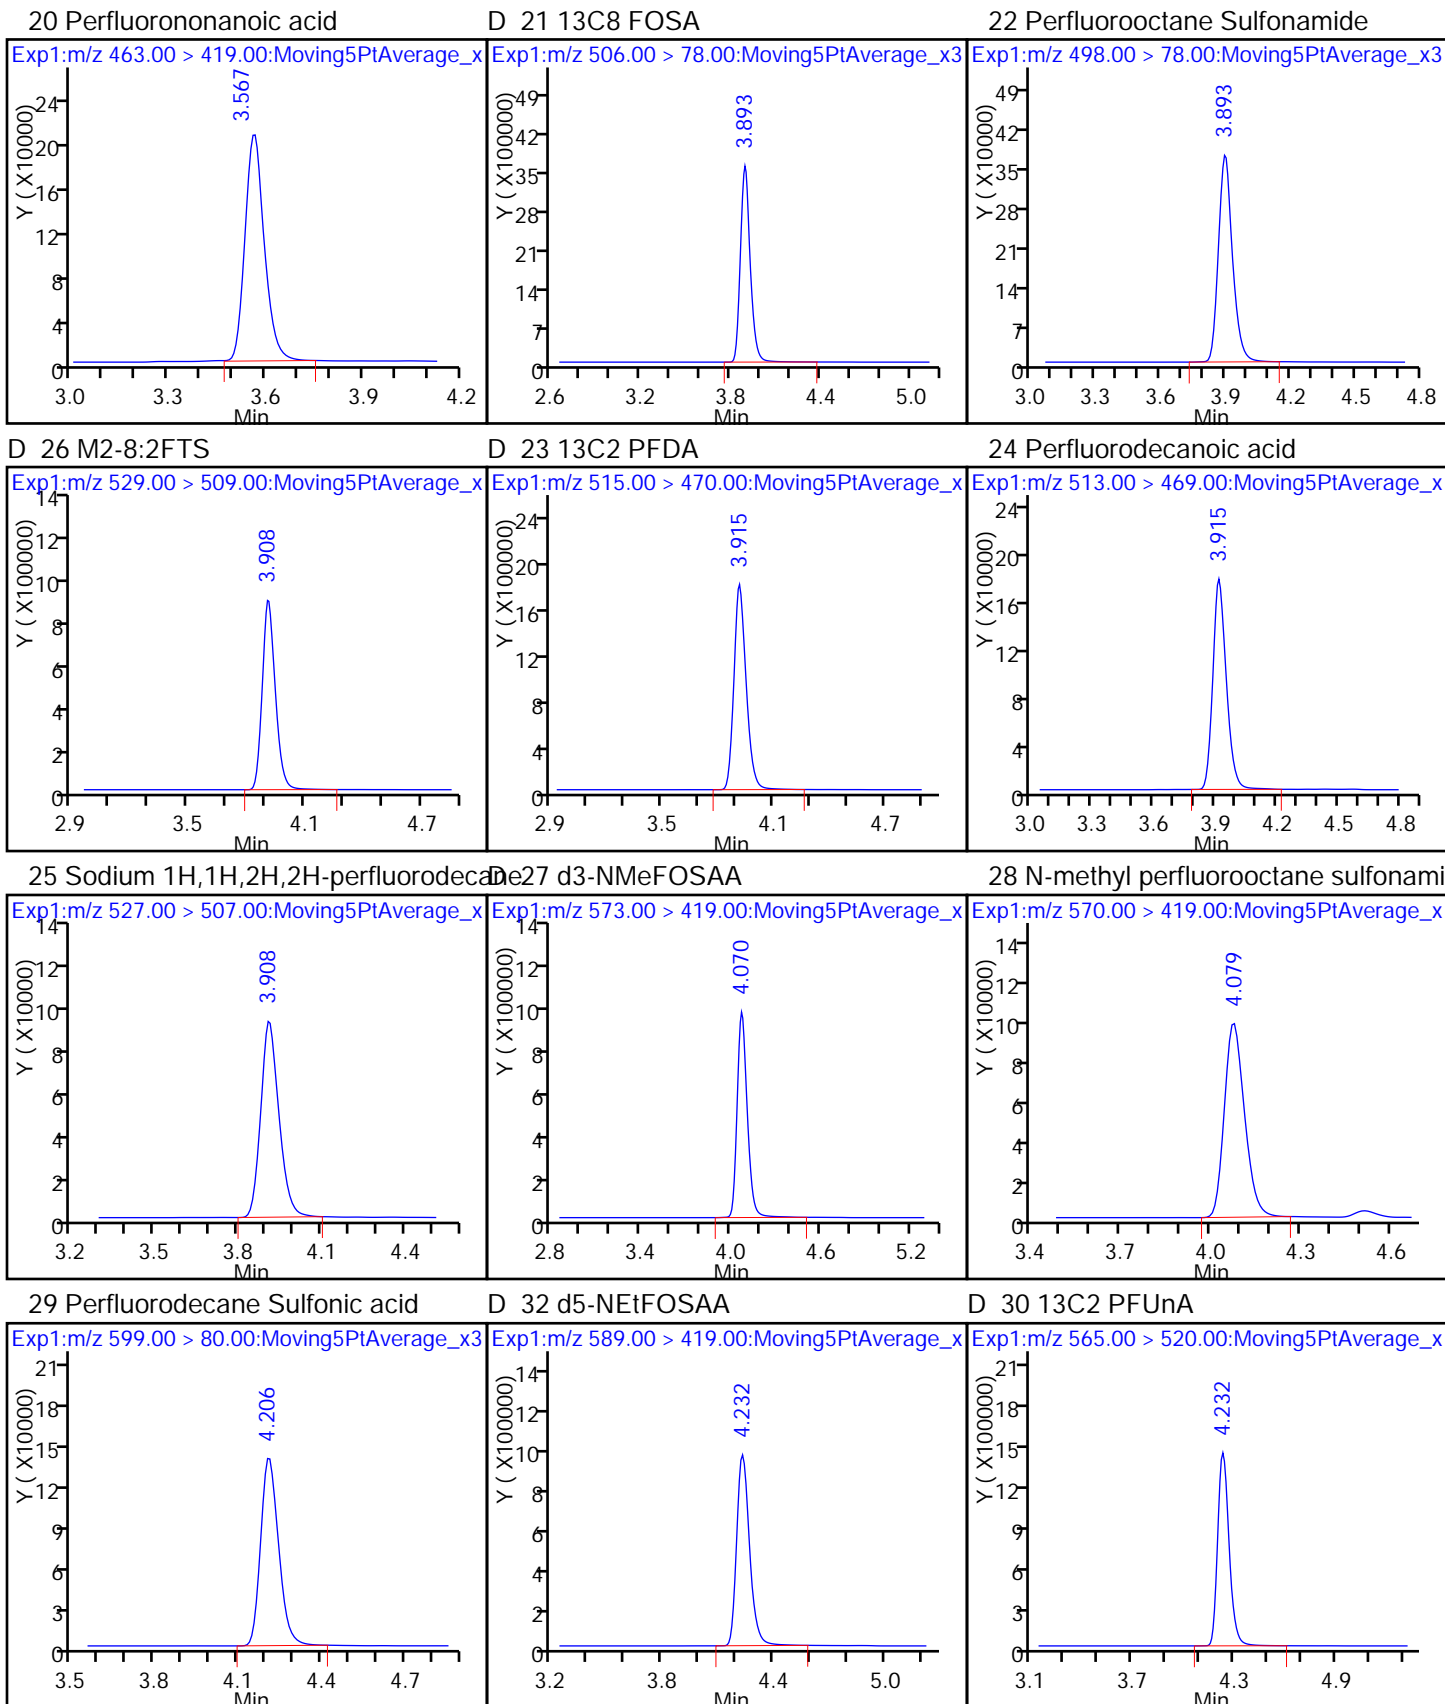 20 Perfluorononanoic acid
Exp1:m/z 463.00 > 419.00:Moving5PtAverage_x
3.567
Y ( X10000)
24
20
16
12
8
4
0
3.0 3.3 3.6 3.9 4.2
Min
D 21 13C8 FOSA
Exp1:m/z 506.00 > 78.00:Moving5PtAverage_x3
3.893
Y ( X100000)
49
42
35
28
21
14
7
0
2.6 3.2 3.8 4.4 5.0
22 Perfluorooctane Sulfonamide
Exp1:m/z 498.00 > 78.00:Moving5PtAverage_x3
3.893
Y ( X10000)
49
42
35
28
21
14
7
0
3.0 3.3 3.6 3.9 4.2 4.5 4.8
Min
D 26 M2-8:2FTS
Exp1:m/z 529.00 > 509.00:Moving5PtAverage_x
3.908
Y ( X100000)
14
12
10
8
6
4
2
0
2.9 3.5 4.1 4.7
Min
D 23 13C2 PFDA
Exp1:m/z 515.00 > 470.00:Moving5PtAverage_x
3.915
Y ( X100000)
24
20
16
12
8
4
0
2.9 3.5 4.1 4.7
Min
24 Perfluorodecanoic acid
Exp1:m/z 513.00 > 469.00:Moving5PtAverage_x
3.915
Y ( X10000)
24
20
16
12
8
4
0
3.0 3.3 3.6 3.9 4.2 4.5 4.8
Min
25 Sodium 1H,1H,2H,2H-perfluorodecane
Exp1:m/z 527.00 > 507.00:Moving5PtAverage_x
3.908
Y ( X10000)
14
12
10
8
6
4
2
0
3.2 3.5 3.8 4.1 4.4
Min
D 27 d3-NMeFOSAA
Exp1:m/z 573.00 > 419.00:Moving5PtAverage_x
4.070
Y ( X100000)
14
12
10
8
6
4
2
0
2.8 3.4 4.0 4.6 5.2
28 N-methyl perfluorooctane sulfonami
Exp1:m/z 570.00 > 419.00:Moving5PtAverage_x
4.079
Y ( X10000)
14
12
10
8
6
4
2
0
3.4 3.7 4.0 4.3 4.6
Min
29 Perfluorodecane Sulfonic acid
Exp1:m/z 599.00 > 80.00:Moving5PtAverage_x3
4.206
Y ( X10000)
21
18
15
12
9
6
3
0
3.5 3.8 4.1 4.4 4.7
Min
D 32 d5-NEtFOSAA
Exp1:m/z 589.00 > 419.00:Moving5PtAverage_x
4.232
Y ( X100000)
14
12
10
8
6
4
2
0
3.2 3.8 4.4 5.0
Min
D 30 13C2 PFUnA
Exp1:m/z 565.00 > 520.00:Moving5PtAverage_x
4.232
Y ( X100000)
21
18
15
12
9
6
3
0
3.1 3.7 4.3 4.9
Min